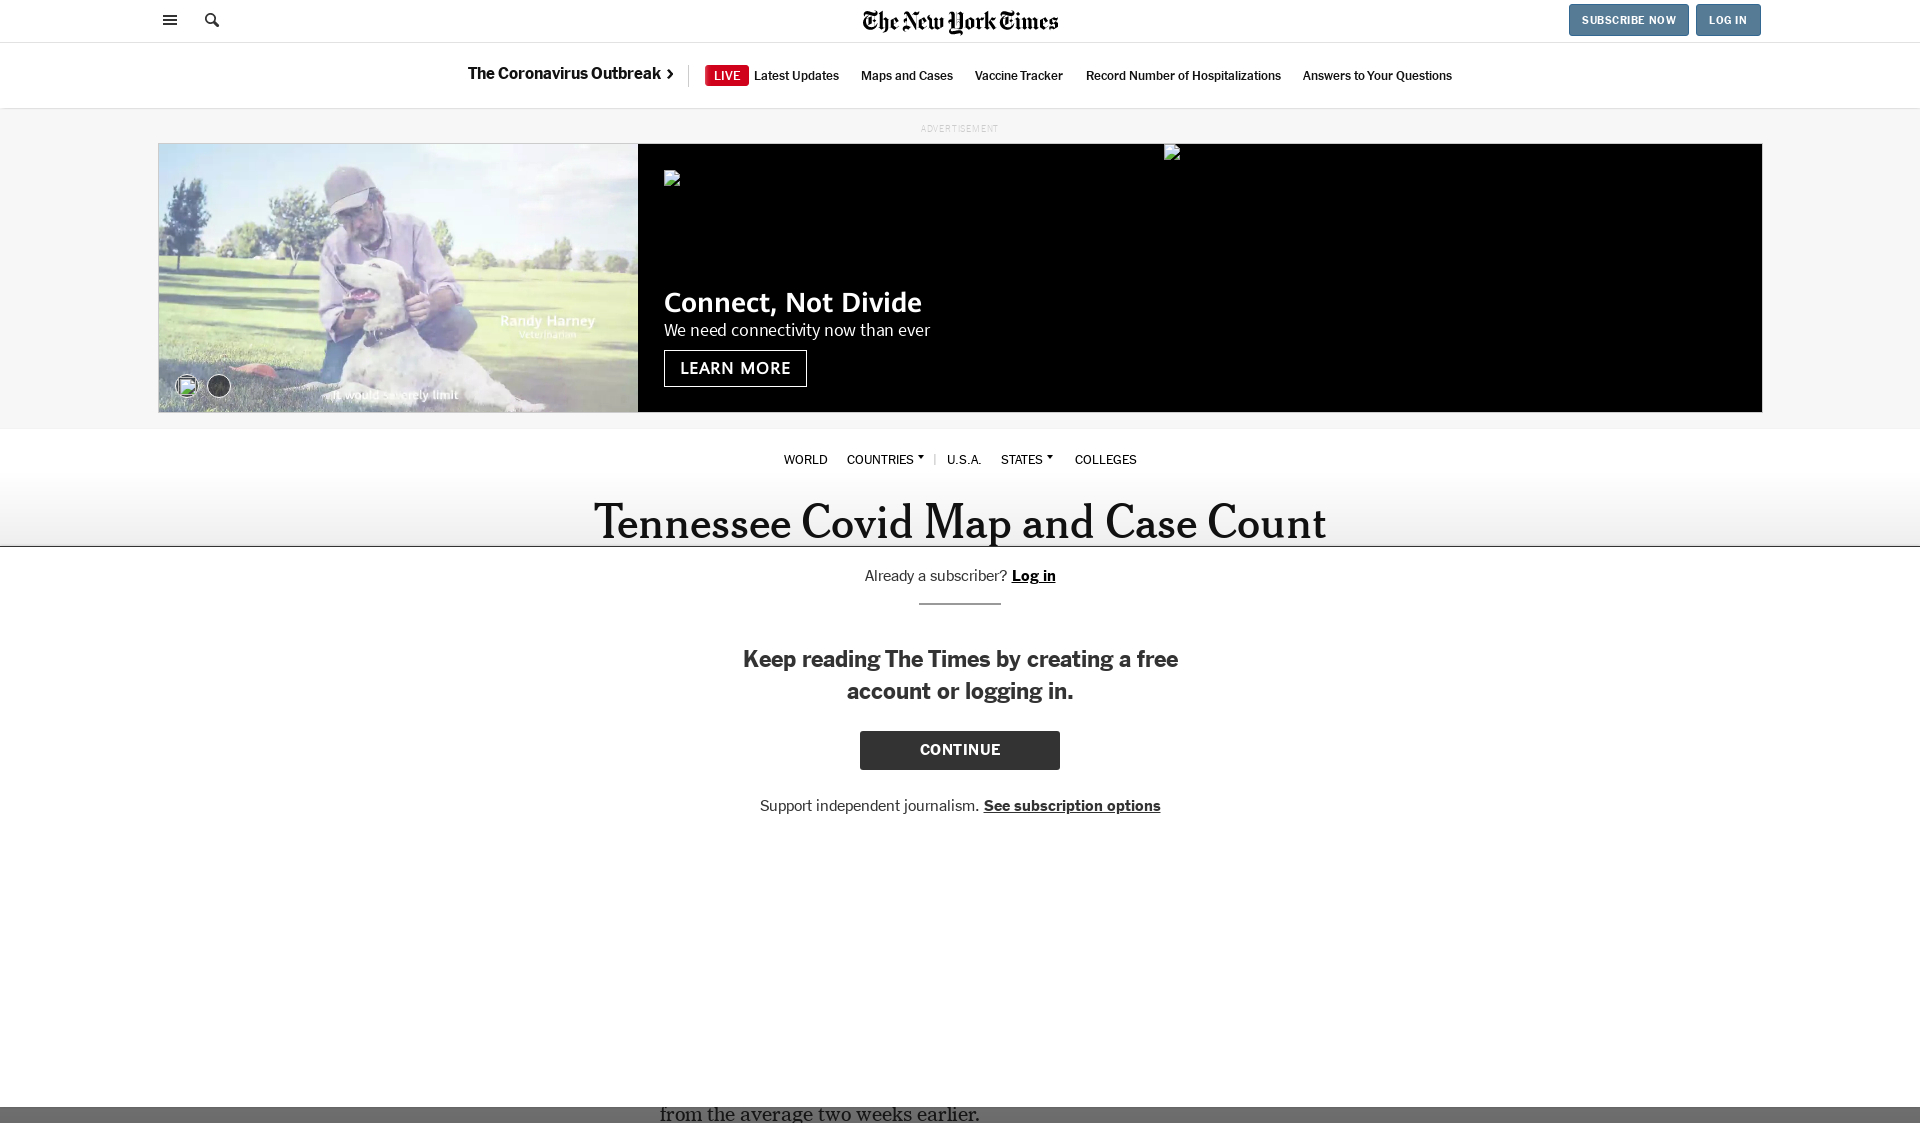 The New York Times
SUBSCRIBE NOW
LOG IN
The Coronavirus Outbreak ›
LIVE Latest Updates
Maps and Cases
Vaccine Tracker
Record Number of Hospitalizations
Answers to Your Questions
ADVERTISEMENT
Randy Harney
Veterinarian
It would severely limit
Connect, Not Divide
We need connectivity now than ever
LEARN MORE
WORLD
COUNTRIES
U.S.A.
STATES
COLLEGES
Tennessee Covid Map and Case Count
Already a subscriber? Log in
Keep reading The Times by creating a free
account or logging in.
CONTINUE
Support independent journalism. See subscription options
from the average two weeks earlier.